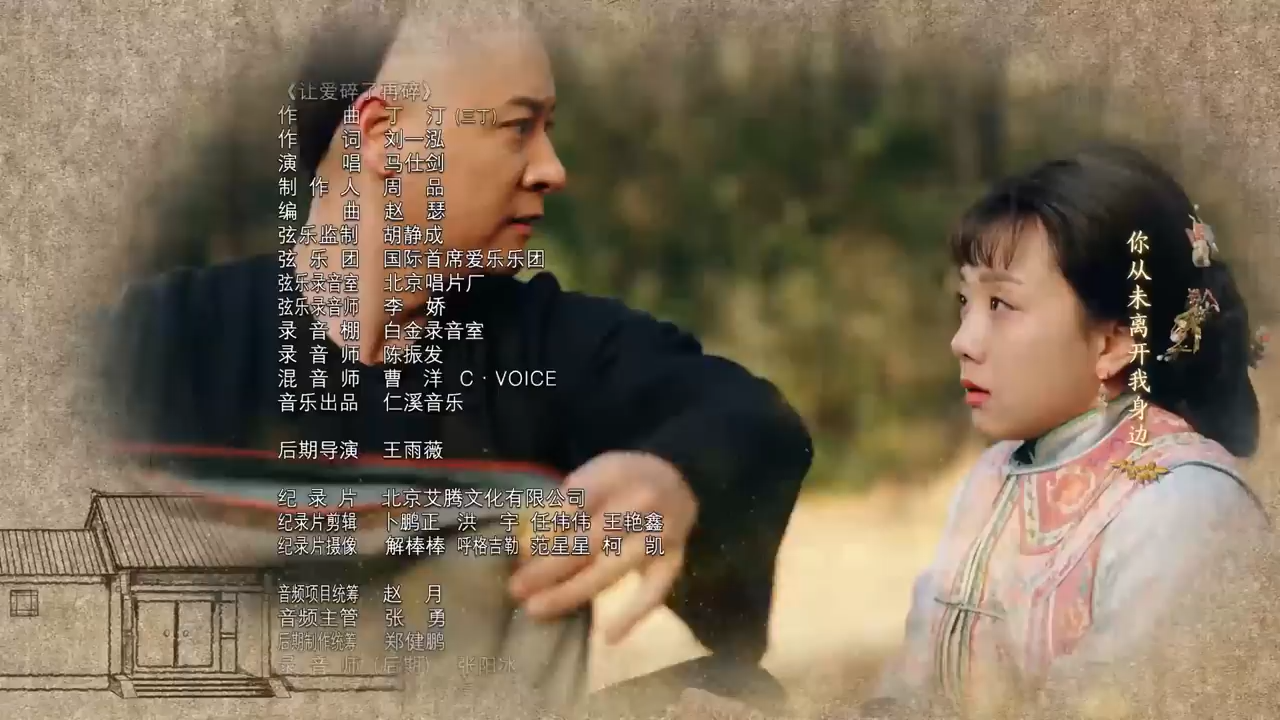 《让爱碎了再碎》
作曲 丁汀（三丁）
作词 刘一泓
演唱 马仕剑
制作人 周品
编曲 赵瑟
弦乐监制 胡静成
弦乐团 国际首席爱乐乐团
弦乐录音室 北京唱片厂
弦乐录音师 李娇
录音棚 白金录音室
录音师 陈振发
混音师 曹洋 C·VOICE
音乐出品 仁溪音乐
后期导演 王雨薇
纪录片 北京艾腾文化有限公司
纪录片剪辑 卜鹏正 洪宇 任伟伟 王艳鑫
纪录片摄像 解棒棒 呼格吉勒 范星星 柯凯
音频项目统筹 赵月
音频主管 张勇
后期制作统筹 郑健鹏
录音师（后期） 张阳冰
你从未离开我身边